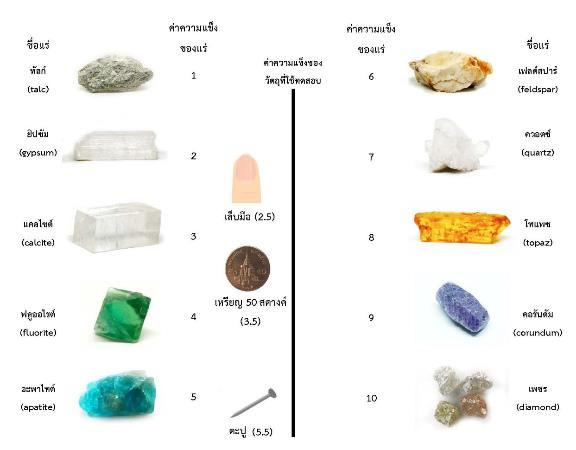 ชื่อแร่
ค่าความแข็ง
ของแร่
ค่าความแข็งของ
วัตถุที่ใช้ทดสอบ
ค่าความแข็ง
ของแร่
ชื่อแร่
ทัลก์
(talc)
1
6
เฟลด์สปาร์
(feldspar)
ยิปซัม
(gypsum)
2
7
ควอตซ์
(quartz)
เล็บมือ (2.5)
แคลไซต์
(calcite)
3
8
โทแพซ
(topaz)
เหรียญ 50 สตางค์
(3.5)
ฟลูออไรต์
(fluorite)
4
9
คอรันดัม
(corundum)
อะพาไทต์
(apatite)
5
10
เพชร
(diamond)
ตะปู (5.5)